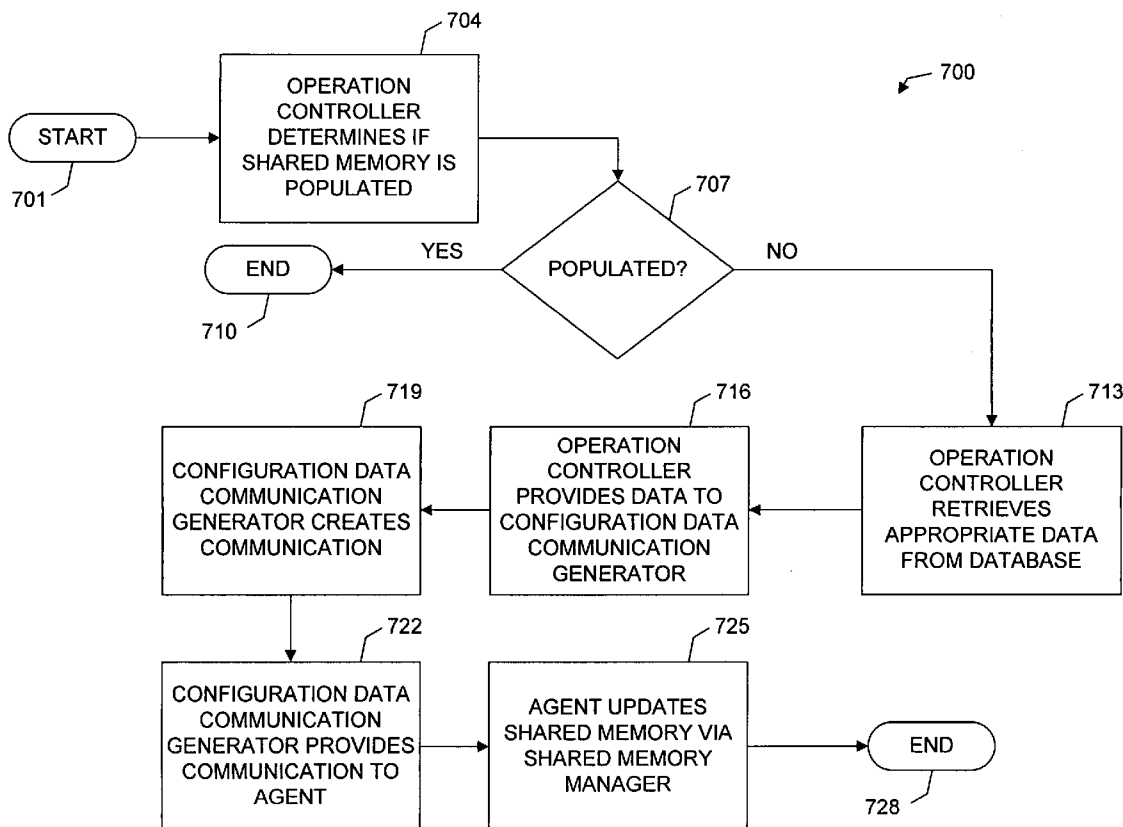 704
OPERATION
CONTROLLER
DETERMINES IF
SHARED MEMORY IS
POPULATED
700
START
701
707
YES
NO
END
POPULATED?
710
719
716
713
CONFIGURATION DATA
COMMUNICATION
GENERATOR CREATES
COMMUNICATION
OPERATION
CONTROLLER
PROVIDES DATA TO
CONFIGURATION DATA
COMMUNICATION
GENERATOR
OPERATION
CONTROLLER
RETRIEVES
APPROPRIATE DATA
FROM DATABASE
722
725
CONFIGURATION DATA
COMMUNICATION
GENERATOR PROVIDES
COMMUNICATION TO
AGENT
AGENT UPDATES
SHARED MEMORY VIA
SHARED MEMORY
MANAGER
END
728